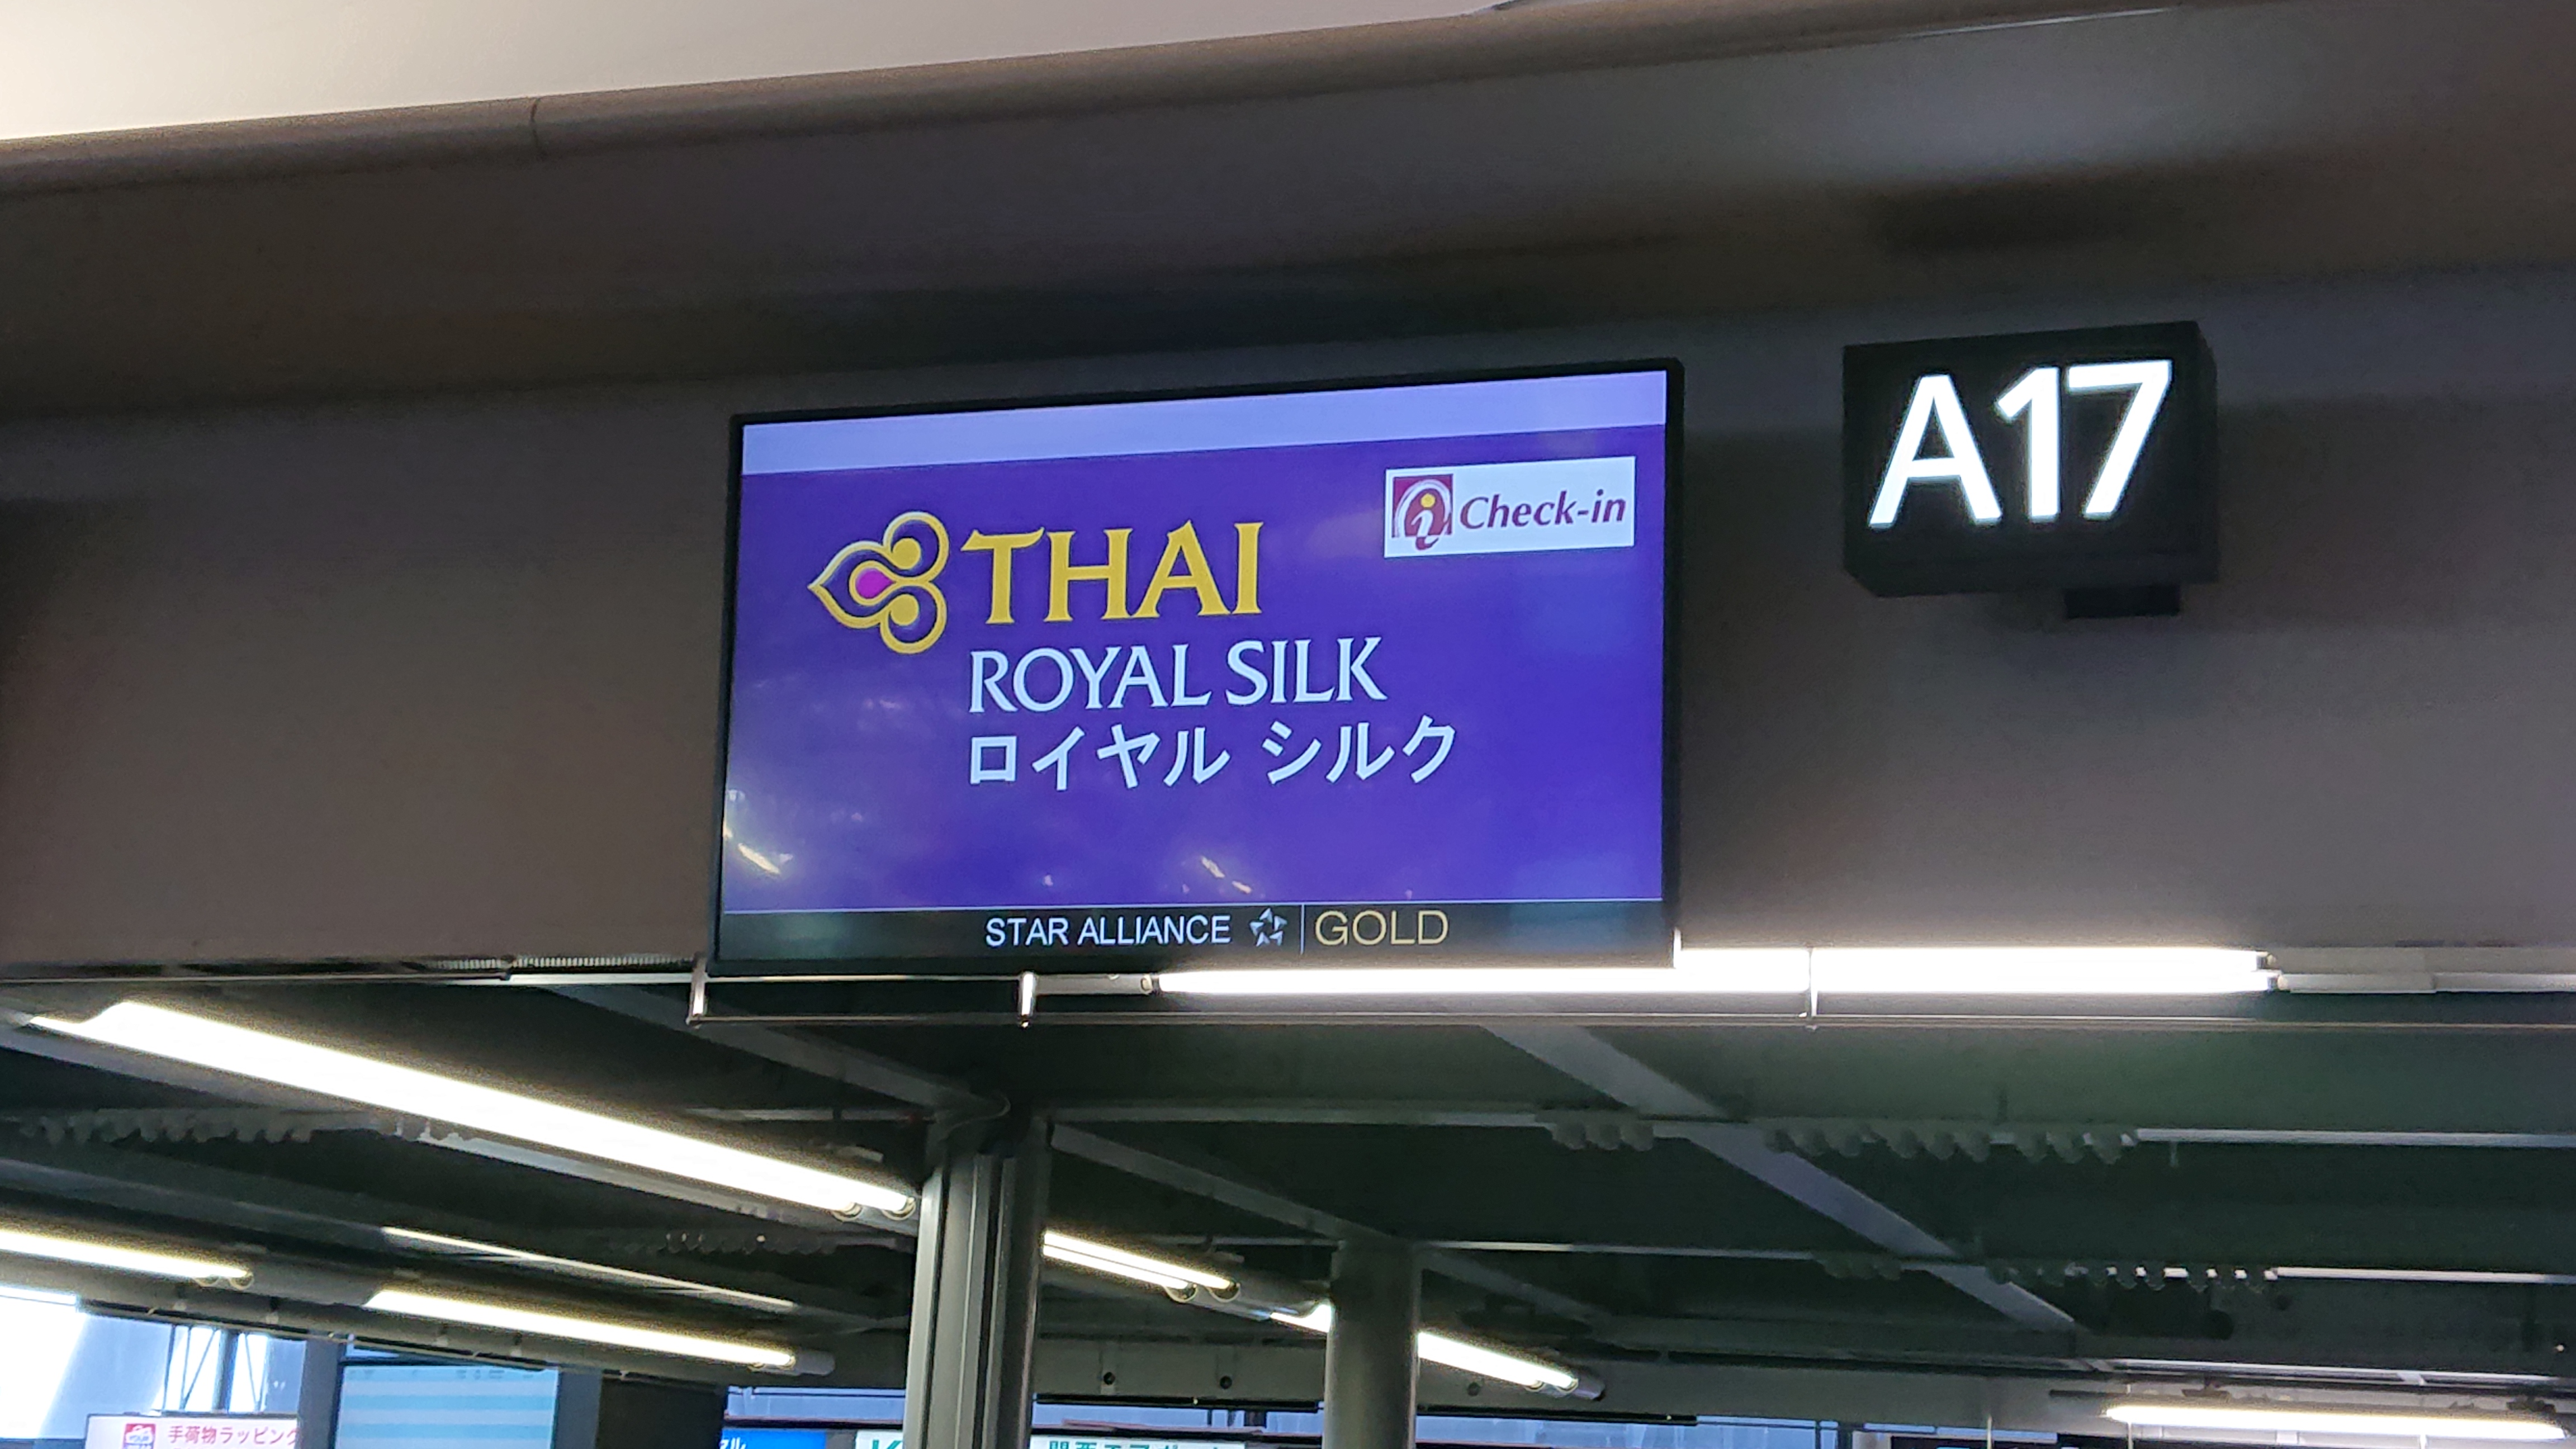 A17
Check-in
THAI
ROYAL SILK
ロイヤル シルク
STAR ALLIANCE GOLD
手荷物ラッピング